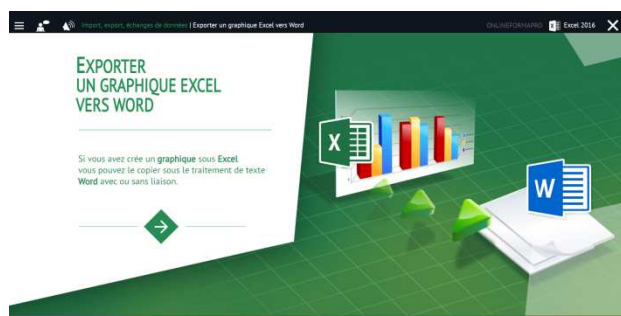 Import, export, échanges de données | Exporter un graphique Excel vers Word
ONLINEFORMAPRO Excel 2016
EXPORTER
UN GRAPHIQUE EXCEL
VERS WORD
Si vous avez crée un graphique sous Excel
vous pouvez le copier sous le traitement de texte
Word avec ou sans liaison.
X
W